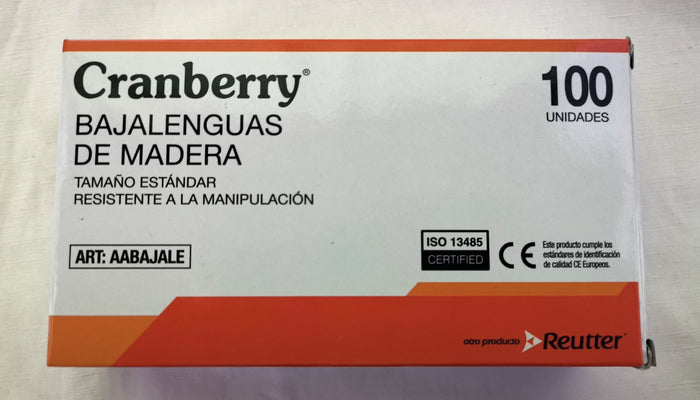 Cranberry®
100
UNIDADES
BAJALENGUAS
DE MADERA
TAMAÑO ESTÁNDAR
RESISTENTE A LA MANIPULACIÓN
ART: AABAJALE
ISO 13485
CERTIFIED
CE
Este producto cumple los
estándares de identificación
de calidad CE Europeos.
otro producto Reutter